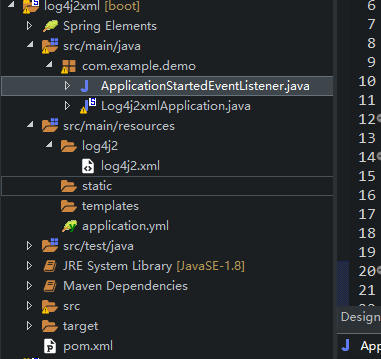 log4j2xml [boot]
Spring Elements
src/main/java
com.example.demo
ApplicationStartedEventListener.java
Log4j2xmlApplication.java
src/main/resources
log4j2
log4j2.xml
static
templates
application.yml
src/test/java
JRE System Library [JavaSE-1.8]
Maven Dependencies
src
target
pom.xml
6
7
8
9
10
11
12
13
14
15
16
17
18
19
20
21
Design
App